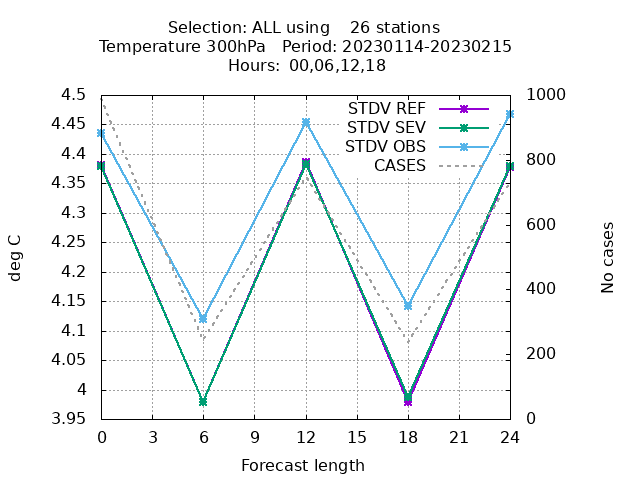 Selection: ALL using    26 stations
Temperature 300hPa   Period: 20230114-20230215
Hours: 00,06,12,18
STDV REF
STDV SEV
STDV OBS
CASES
4.5
4.45
4.4
4.35
4.3
4.25
4.2
4.15
4.1
4.05
4
3.95
deg C
1000
800
600
400
200
0
No cases
0 3 6 9 12 15 18 21 24
Forecast length